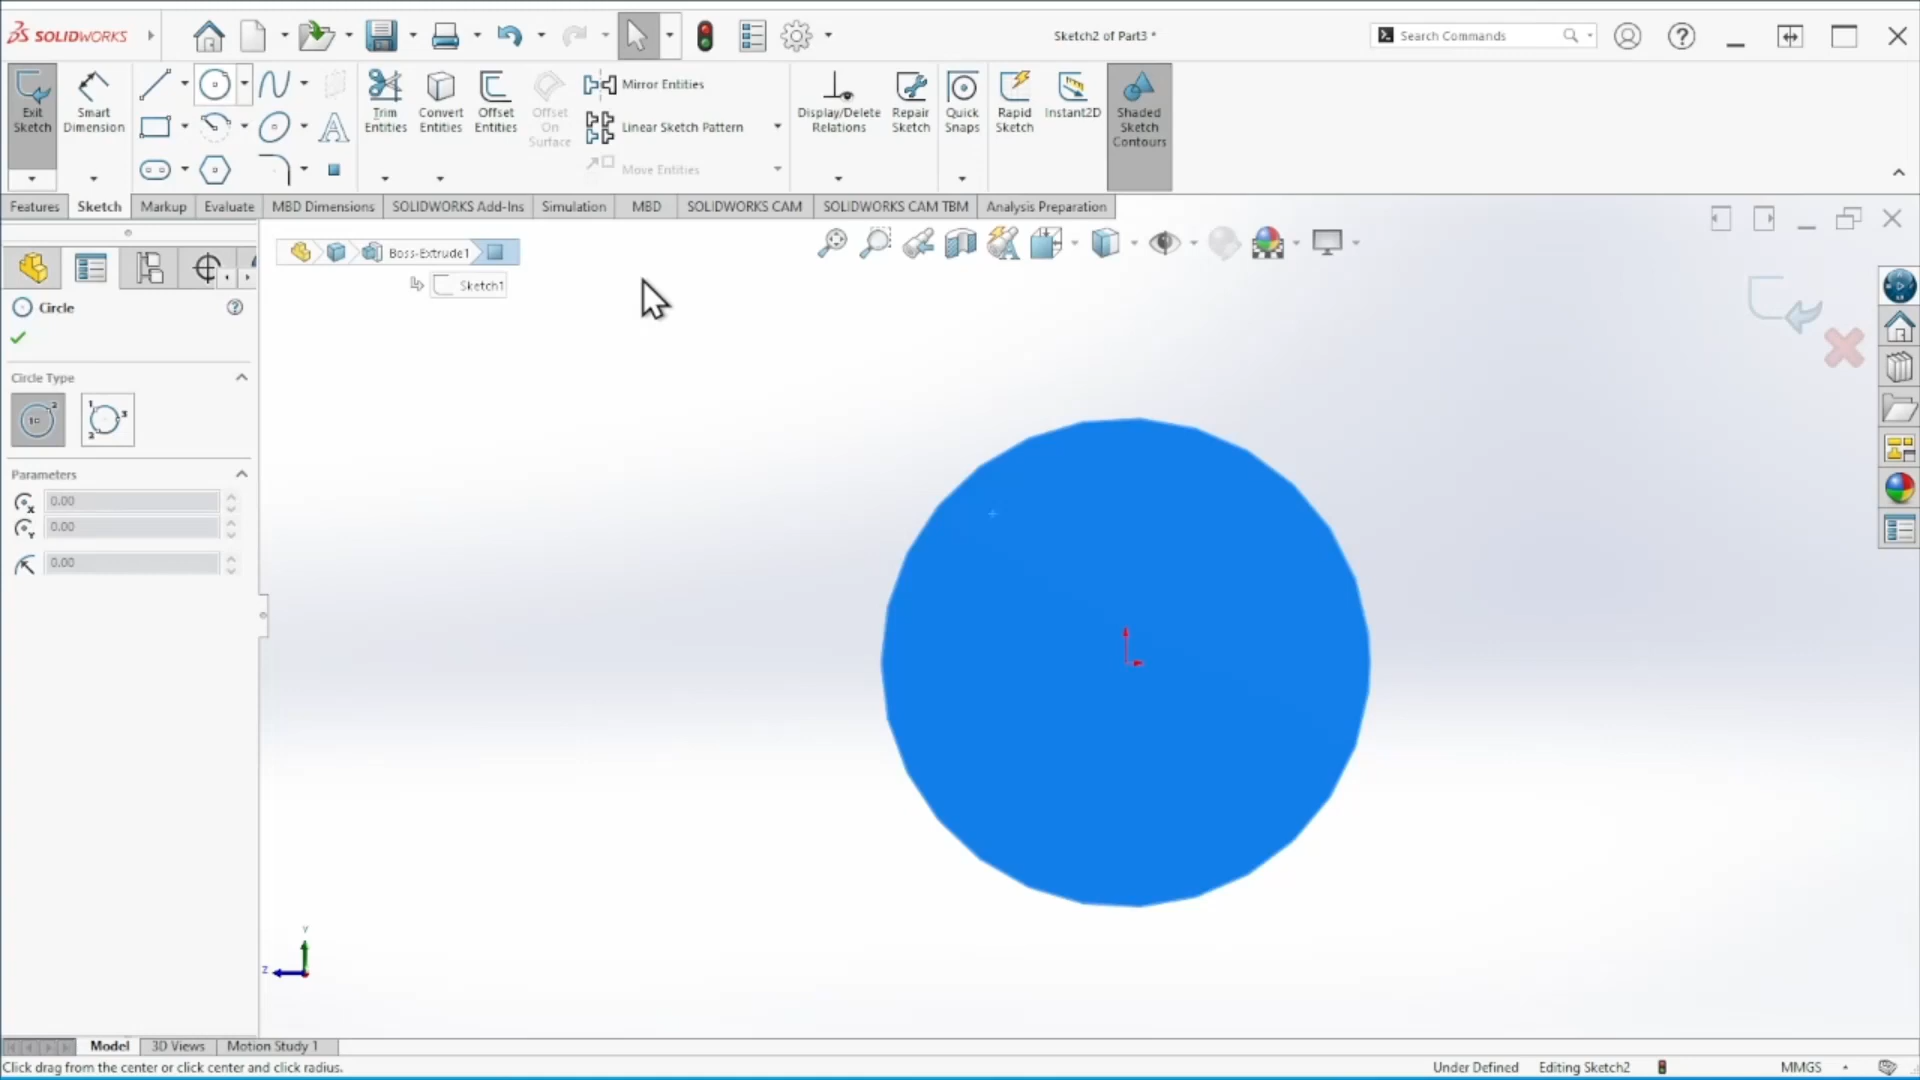 SOLIDWORKS
Sketch2 of Part3 *
Search Commands
Exit Sketch
Smart Dimension
Trim Entities
Convert Entities
Offset Entities
Offset On Surface
Mirror Entities
Linear Sketch Pattern
Move Entities
Display/Delete Relations
Repair Sketch
Quick Snaps
Rapid Sketch
Instant2D
Shaded Sketch Contours
Features
Sketch
Markup
Evaluate
MBD Dimensions
SOLIDWORKS Add-Ins
Simulation
MBD
SOLIDWORKS CAM
SOLIDWORKS CAM TBM
Analysis Preparation
Boss-Extrude1
Sketch1
Circle
Circle Type
Parameters
0.00
0.00
0.00
Y
Z
Model
3D Views
Motion Study 1
Click drag from the center or click center and click radius.
Under Defined
Editing Sketch2
MMGS